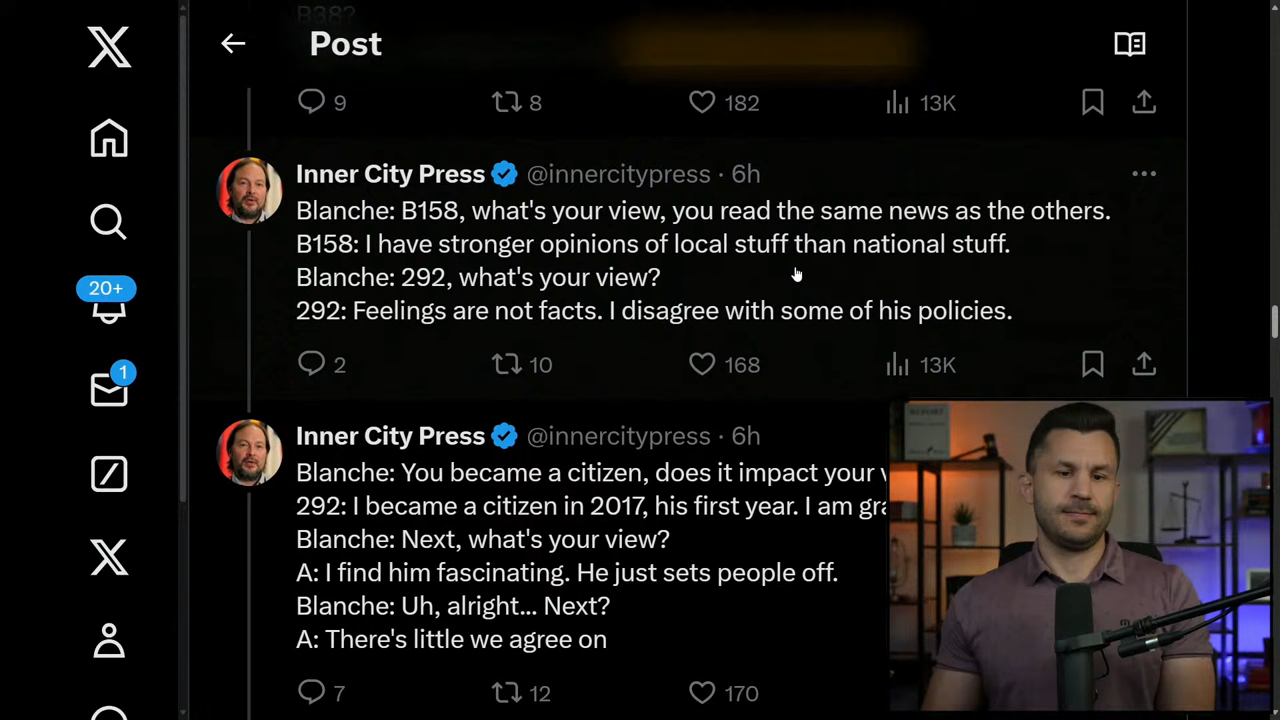 B38?
Post
9 8 182 13K
Inner City Press @innercitypress · 6h
Blanche: B158, what's your view, you read the same news as the others.
B158: I have stronger opinions of local stuff than national stuff.
Blanche: 292, what's your view?
292: Feelings are not facts. I disagree with some of his policies.
20+
1
2 10 168 13K
Inner City Press @innercitypress · 6h
Blanche: You became a citizen, does it impact your
292: I became a citizen in 2017, his first year. I am
Blanche: Next, what's your view?
A: I find him fascinating. He just sets people off.
Blanche: Uh, alright... Next?
A: There's little we agree on
7 12 170